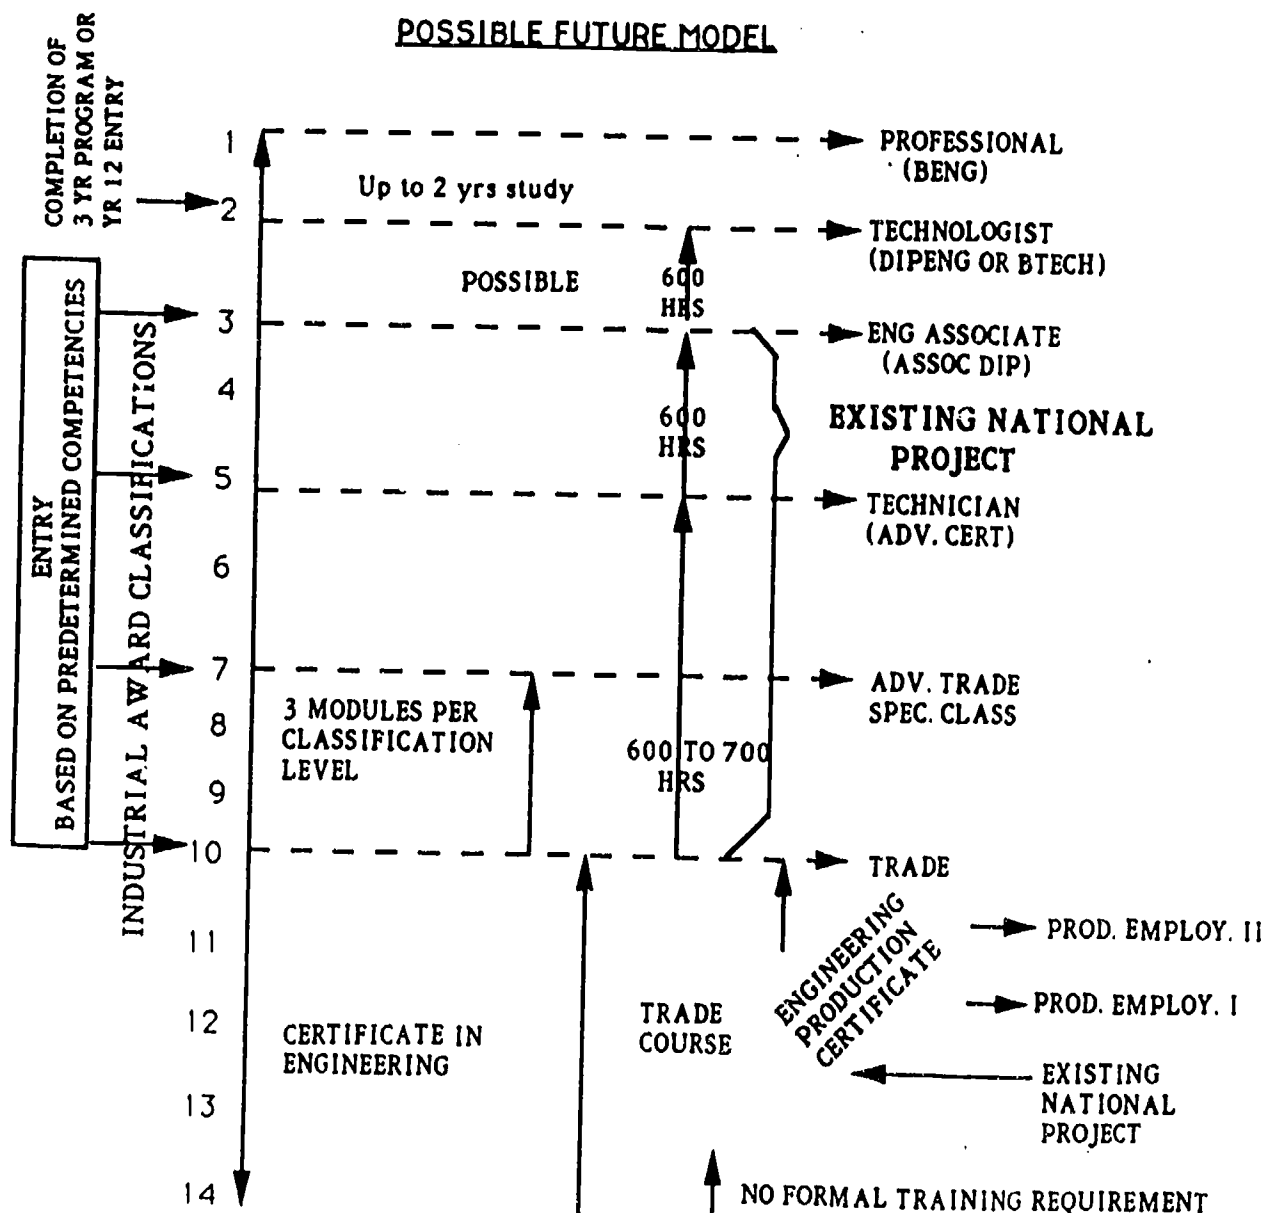 POSSIBLE FUTURE MODEL
COMPLETION OF
3 YR PROGRAM OR
YR 12 ENTRY
1
PROFESSIONAL
(BENG)
Up to 2 yrs study
2
TECHNOLOGIST
(DIPENG OR BTECH)
POSSIBLE
600
HRS
3
ENG ASSOCIATE
(ASSOC DIP)
4
600
HRS
EXISTING NATIONAL
PROJECT
5
TECHNICIAN
(ADV. CERT)
ENTRY
BASED ON PREDETERMINED COMPETENCIES
INDUSTRIAL AWARD CLASSIFICATIONS
6
7
ADV. TRADE
SPEC. CLASS
3 MODULES PER
CLASSIFICATION
LEVEL
8
600 TO 700
HRS
9
10
TRADE
11
ENGINEERING
PRODUCTION
CERTIFICATE
PROD. EMPLOY. II
PROD. EMPLOY. I
12
CERTIFICATE IN
ENGINEERING
TRADE
COURSE
EXISTING
NATIONAL
PROJECT
13
14
NO FORMAL TRAINING REQUIREMENT